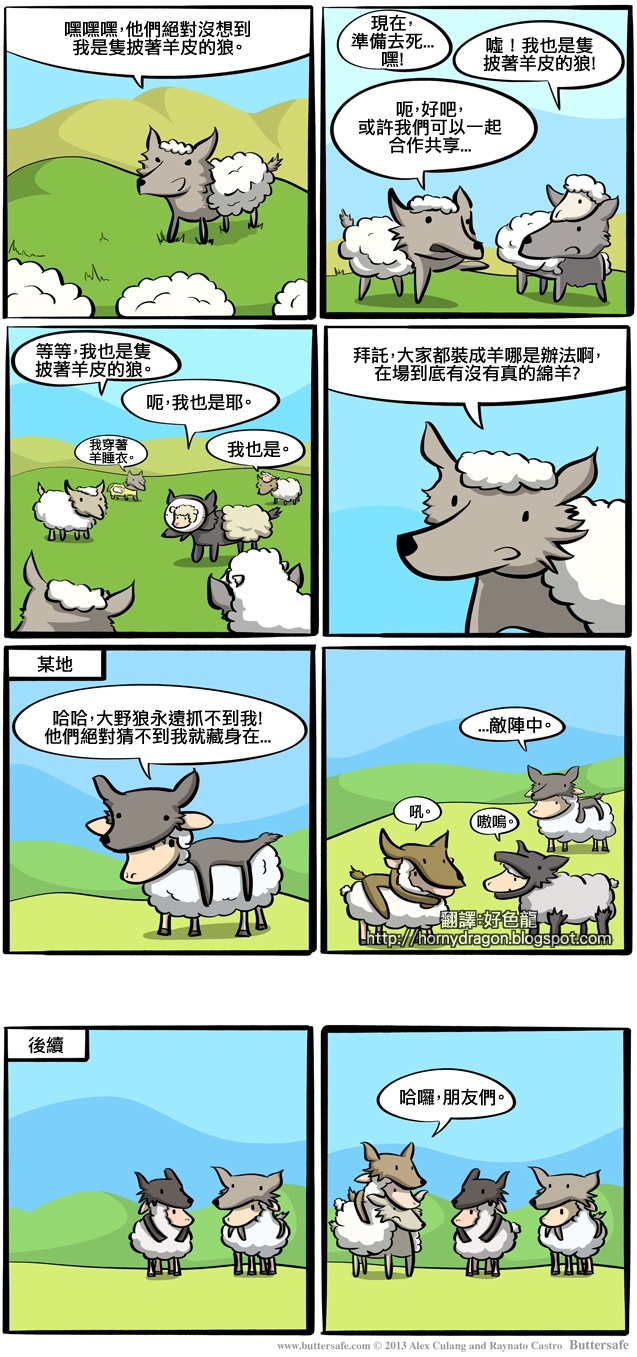 嘿嘿嘿,他們絕對沒想到
我是隻披著羊皮的狼。
現在,
準備去死...
嘿!
噓！我也是隻
披著羊皮的狼!
呃,好吧,
或許我們可以一起
合作共享...
等等,我也是隻
披著羊皮的狼。
呃,我也是耶。
我穿著
羊睡衣。
我也是。
拜託,大家都裝成羊哪是辦法啊,
在場到底有沒有真的綿羊?
某地
哈哈,大野狼永遠抓不到我!
他們絕對猜不到我就藏身在...
...敵陣中。
吼。
嗷嗚。
翻譯:好色龍
http://hornydragon.blogspot.com
後續
哈囉,朋友們。
www.buttersafe.com © 2013 Alex Culang and Raynato Castro Buttersafe